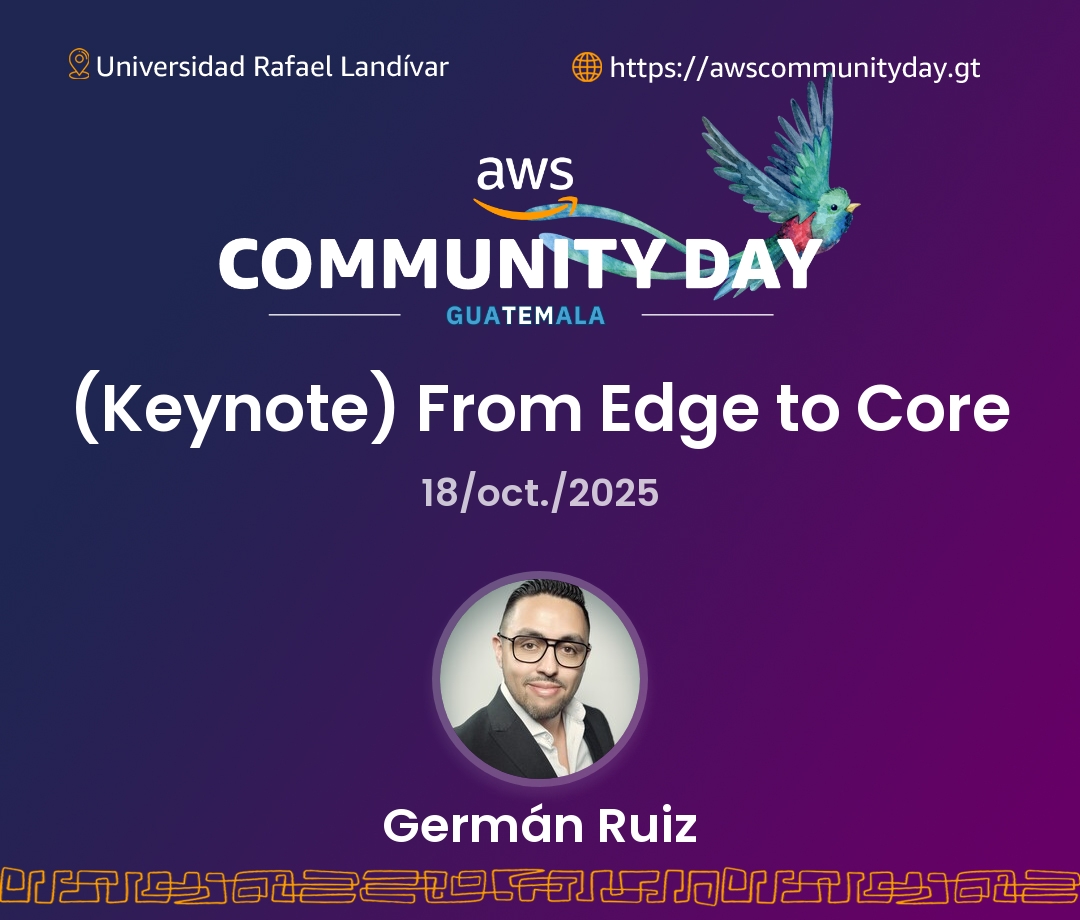 Universidad Rafael Landívar
https://awscommunityday.gt
aws
COMMUNITY DAY
GUATEMALA
(Keynote) From Edge to Core
18/oct./2025
Germán Ruiz